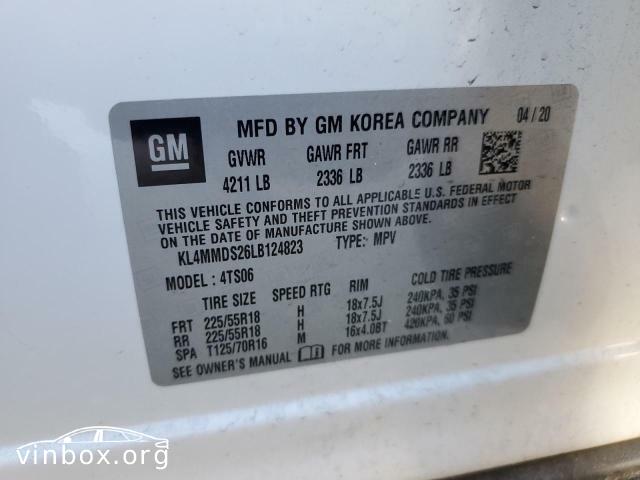 GM
MFD BY GM KOREA COMPANY 04/20
GVWR GAWR FRT GAWR RR
4211 LB 2336 LB 2336 LB
THIS VEHICLE CONFORMS TO ALL APPLICABLE U.S. FEDERAL MOTOR
VEHICLE SAFETY AND THEFT PREVENTION STANDARDS IN EFFECT
ON THE DATE OF MANUFACTURE SHOWN ABOVE.
KL4MMDS26LB124823 TYPE: MPV
MODEL: 4TS06
TIRE SIZE SPEED RTG RIM COLD TIRE PRESSURE
FRT 225/55R18 H 18x7.5J 240KPA, 35 PSI
RR 225/55R18 H 18x7.5J 240KPA, 35 PSI
SPA T125/70R16 M 16x4.0BT 420KPA, 60 PSI
SEE OWNER'S MANUAL FOR MORE INFORMATION.
vinbox.org